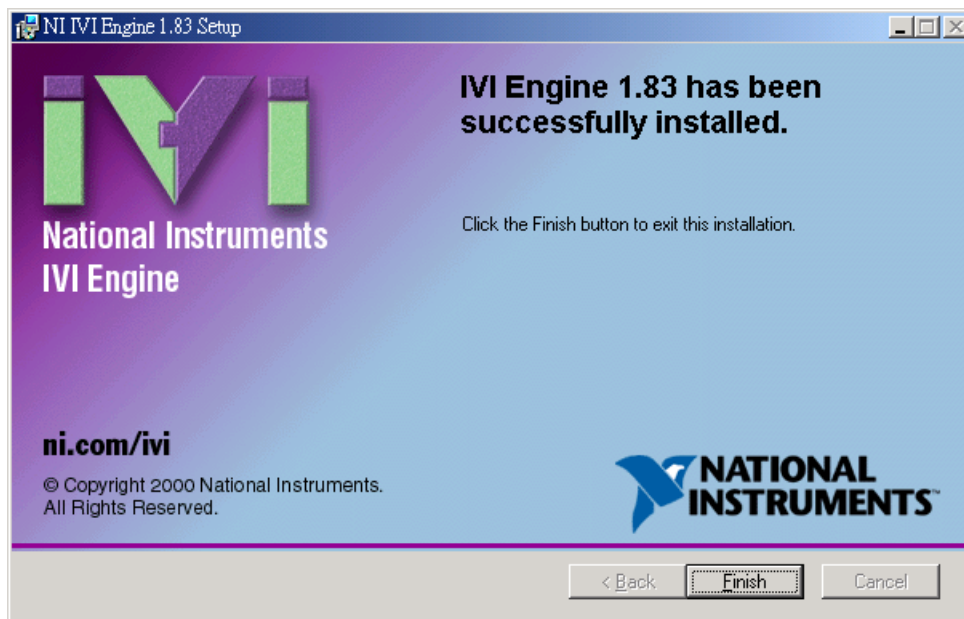 NI IVI Engine 1.83 Setup
IVI
National Instruments
IVI Engine
IVI Engine 1.83 has been
successfully installed.
Click the Finish button to exit this installation.
ni.com/ivi
© Copyright 2000 National Instruments.
All Rights Reserved.
NATIONAL
INSTRUMENTS™
< Back
Finish
Cancel